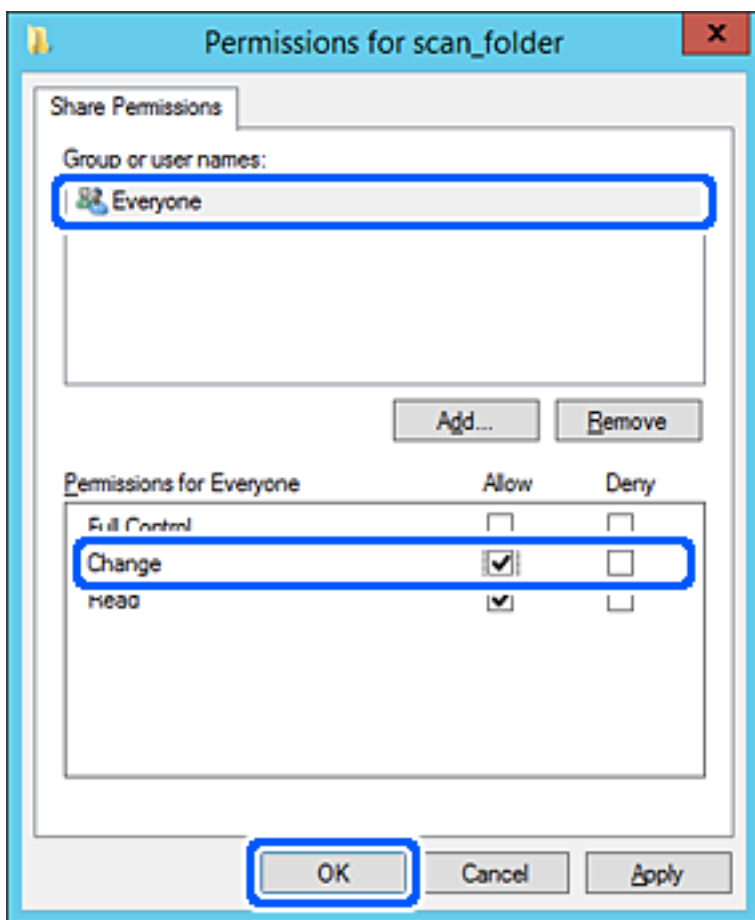 Permissions for scan_folder
x
Share Permissions
Group or user names:
Everyone
Add... Remove
Permissions for Everyone Allow Deny
Full Control
Change
Read
OK Cancel Apply